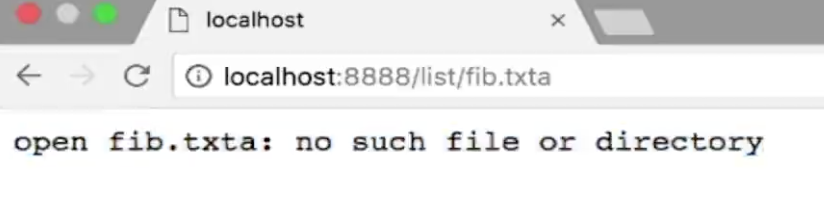 localhost
localhost:8888/list/fib.txta
open fib.txta: no such file or directory